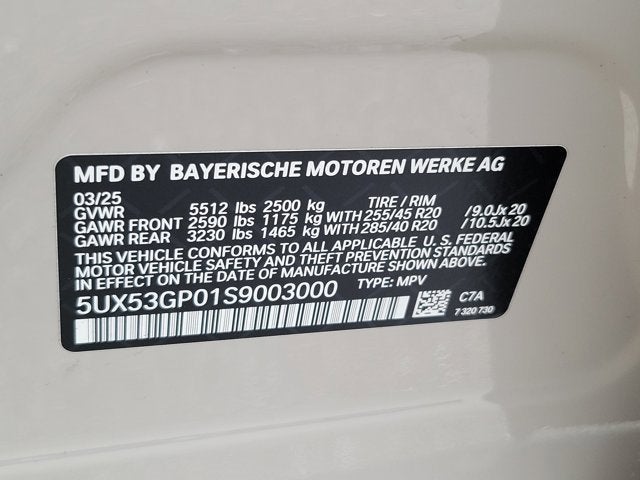 MFD BY BAYERISCHE MOTOREN WERKE AG
03/25 TIRE / RIM
GVWR 5512 lbs 2500 kg
GAWR FRONT 2590 lbs 1175 kg WITH 255/45 R20 /9.0Jx20
GAWR REAR 3230 lbs 1465 kg WITH 285/40 R20 /10.5Jx20
THIS VEHICLE CONFORMS TO ALL APPLICABLE U. S. FEDERAL
MOTOR VEHICLE SAFETY AND THEFT PREVENTION STANDARDS
IN EFFECT ON THE DATE OF MANUFACTURE SHOWN ABOVE.
5UX53GP01S9003000 TYPE: MPV C7A
7 320 730